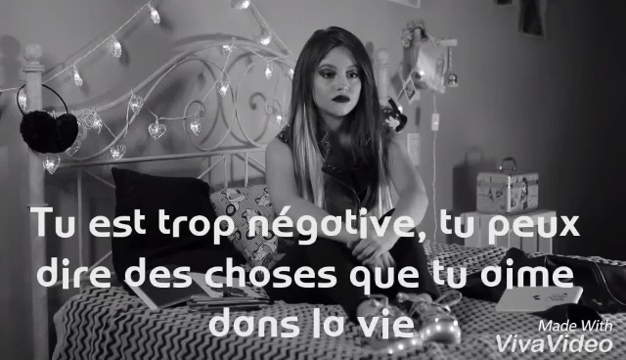 Tu est trop négative, tu peux
dire des choses que tu aime
dans la vie
Made With
VivaVideo